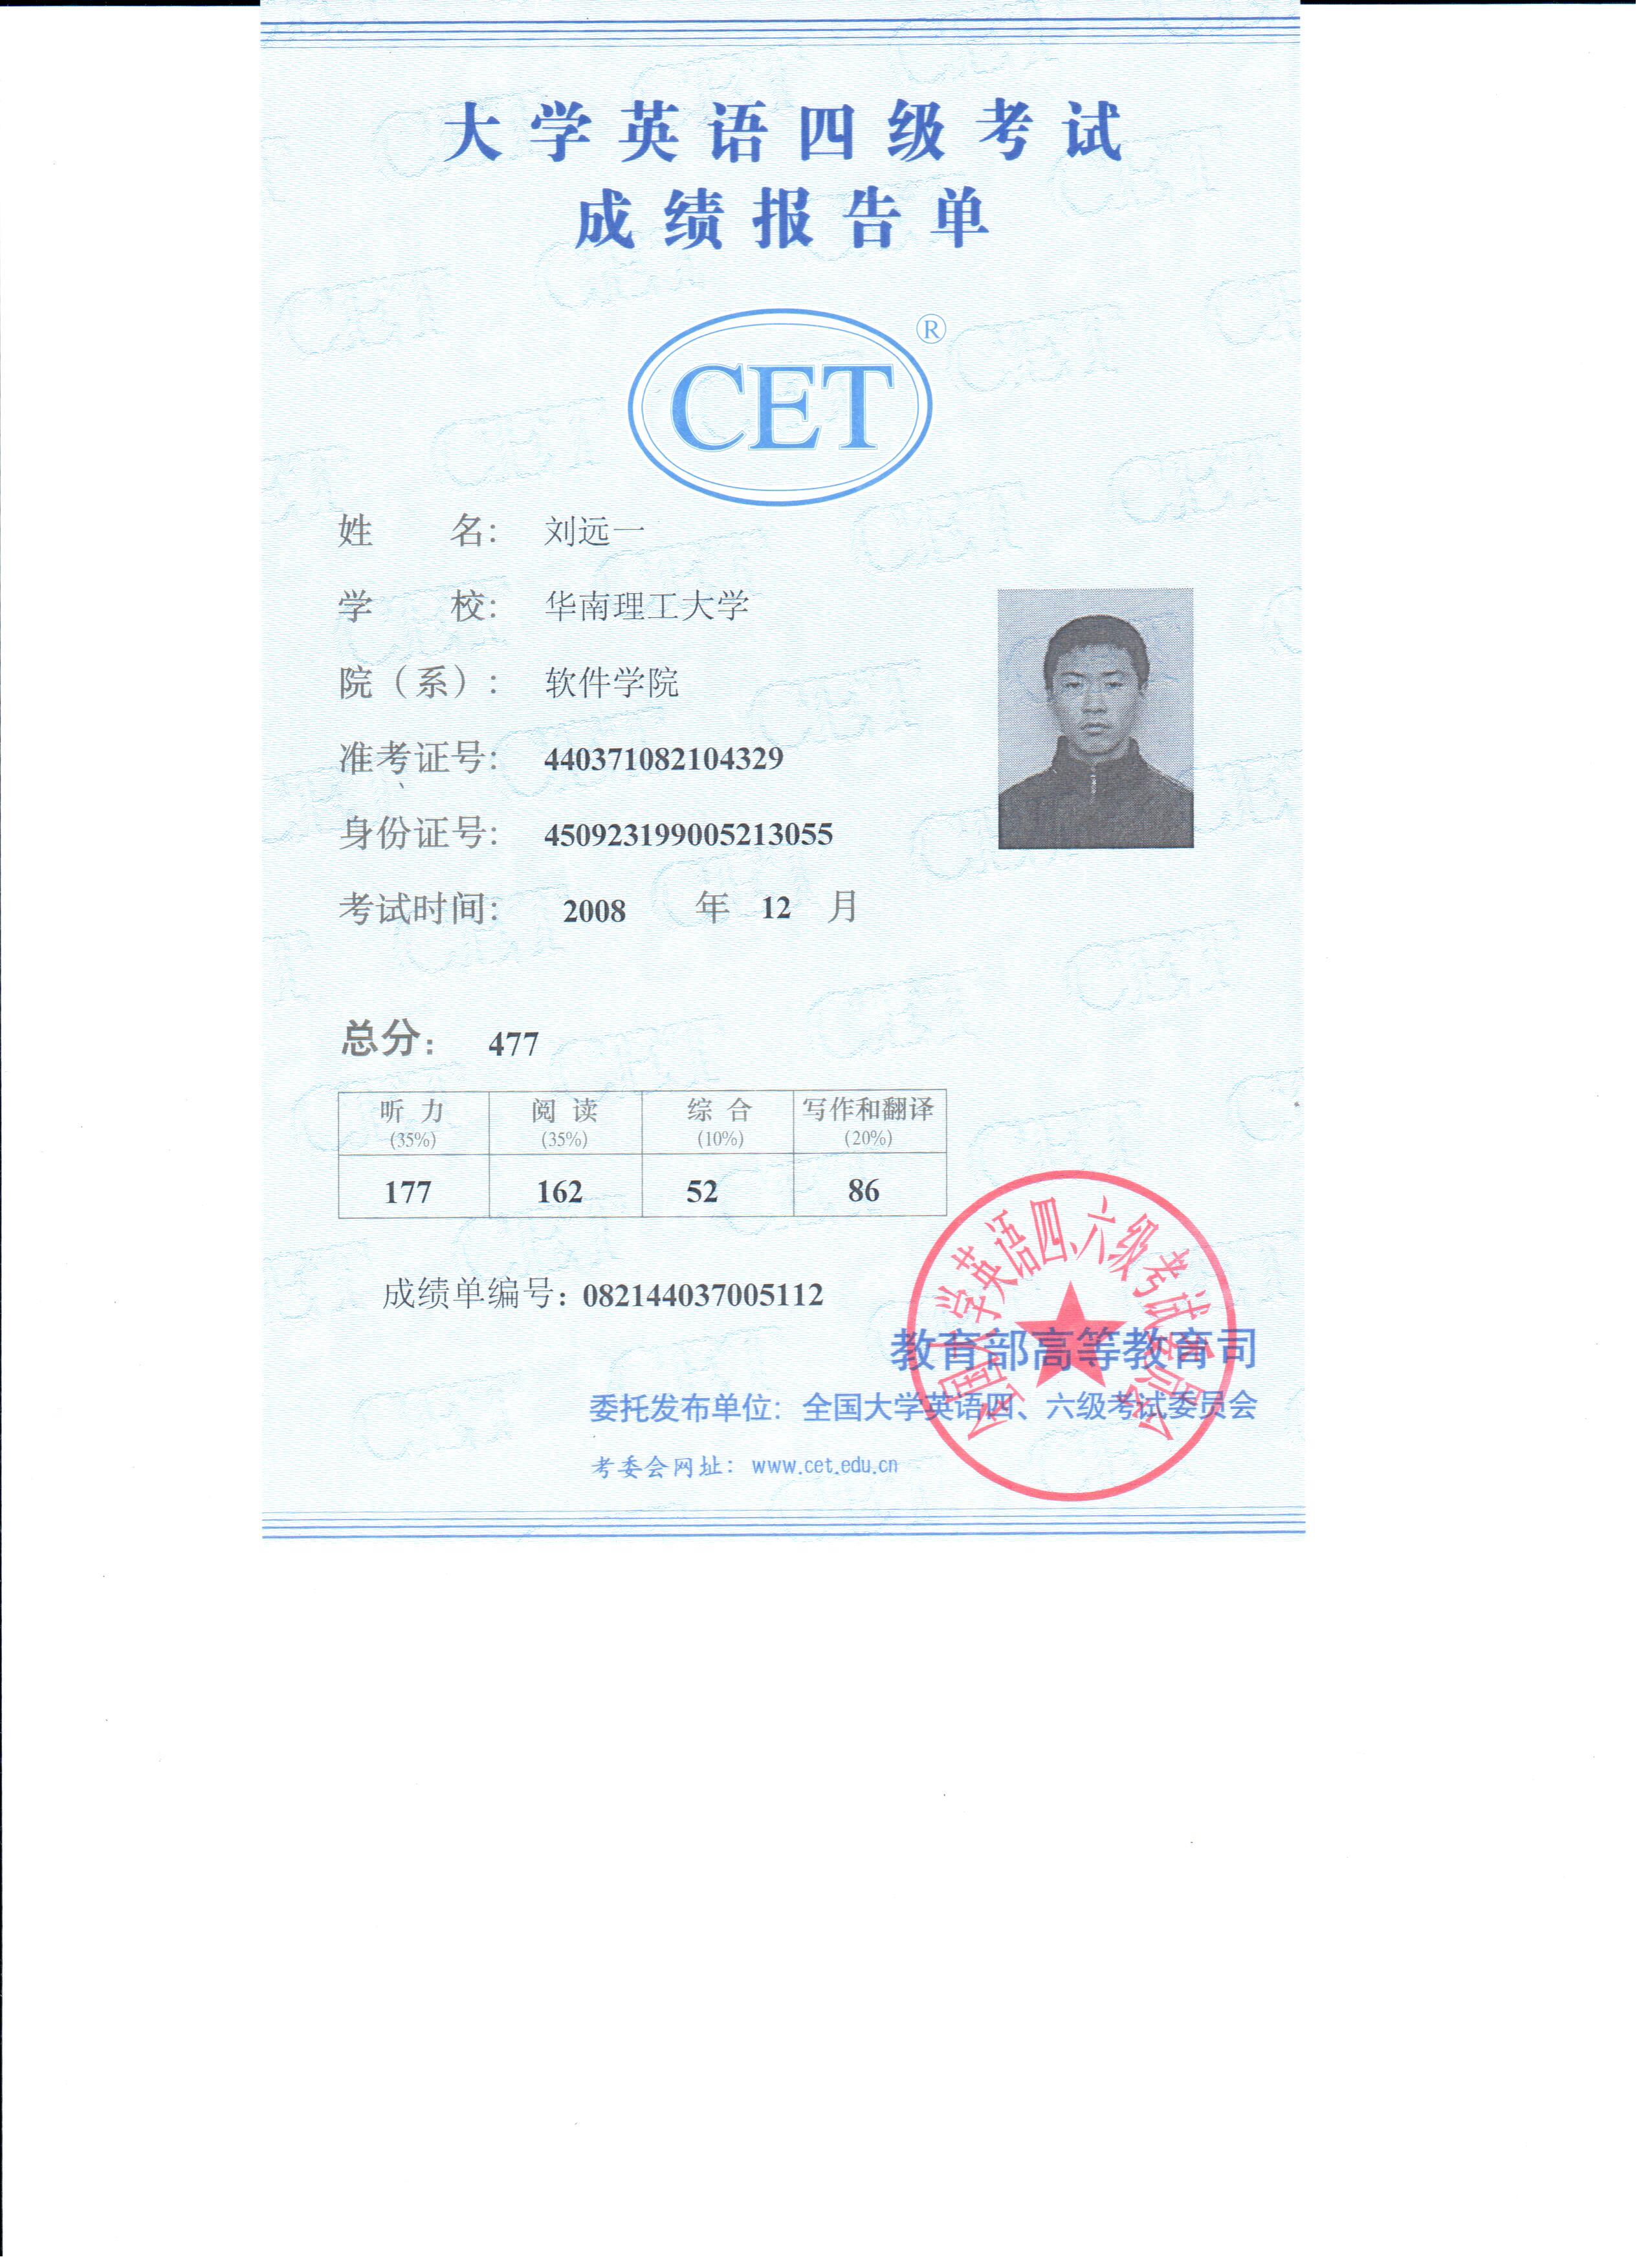 大学英语四级考试
成绩报告单
CET®
姓 名： 刘远一
学 校： 华南理工大学
院（系）： 软件学院
准考证号： 440371082104329
身份证号： 450923199005213055
考试时间： 2008 年 12 月
总分： 477
听 力 阅 读 综 合 写作和翻译
(35%) (35%) (10%) (20%)
177 162 52 86
成绩单编号：082144037005112
全国大学英语四、六级考试委员会
教育部高等教育司
委托发布单位：全国大学英语四、六级考试委员会
考委会网址：www.cet.edu.cn